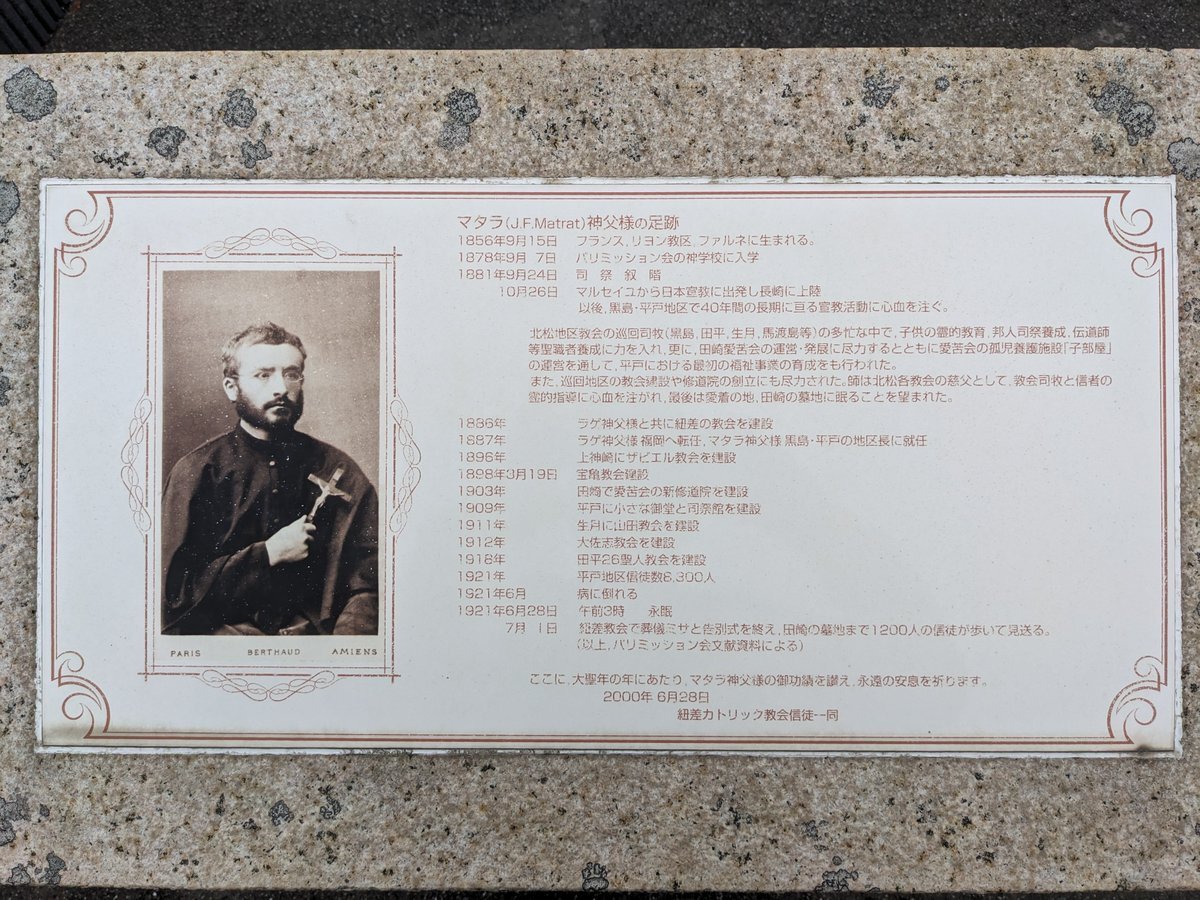 マタラ(J.F.Matrat)神父様の足跡
1856年9月15日 フランス,リヨン教区,ファルネに生まれる。
1878年9月 7日 パリミッション会の神学校に入学
1881年9月24日 司 祭 叙 階
10月26日 マルセイユから日本宣教に出発し長崎に上陸
以後,黒島・平戸地区で40年間の長期に亘る宣教活動に心血を注ぐ。
北松地区教会の巡回司牧(黒島,田平,生月,馬渡島等)の多忙な中で,子供の霊的教育,邦人司祭養成,伝道師
等聖職者養成に力を入れ,更に,田崎愛苦会の運営・発展に尽力するとともに愛苦会の孤児養護施設「子部屋」
の運営を通して,平戸における最初の福祉事業の育成をも行われた。
また,巡回地区の教会建設や修道院の創立にも尽力された。師は北松各教会の慈父として,教会司牧と信者の
霊的指導に心血を注がれ,最後は愛着の地,田崎の墓地に眠ることを望まれた。
1886年 ラゲ神父様と共に紐差の教会を建設
1887年 ラゲ神父様 福岡へ転任,マタラ神父様 黒島・平戸の地区長に就任
1896年 上神崎にザビエル教会を建設
1898年3月19日 宝亀教会建設
1903年 田崎で愛苦会の新修道院を建設
1909年 平戸に小さな御堂と司祭館を建設
1911年 生月に山田教会を建設
1912年 大佐志教会を建設
1918年 田平26聖人教会を建設
1921年 平戸地区信徒数6,300人
1921年6月 病に倒れる
1921年6月28日 午前3時 永眠
7月 1日 紐差教会で葬儀ミサと告別式を終え,田崎の墓地まで1200人の信徒が歩いて見送る。
(以上,パリミッション会文献資料による)
ここに,大聖年の年にあたり,マタラ神父様の御功績を讃え,永遠の安息を祈ります。
2000年 6月28日
紐差カトリック教会信徒一同
PARIS BERTHAUD AMIENS